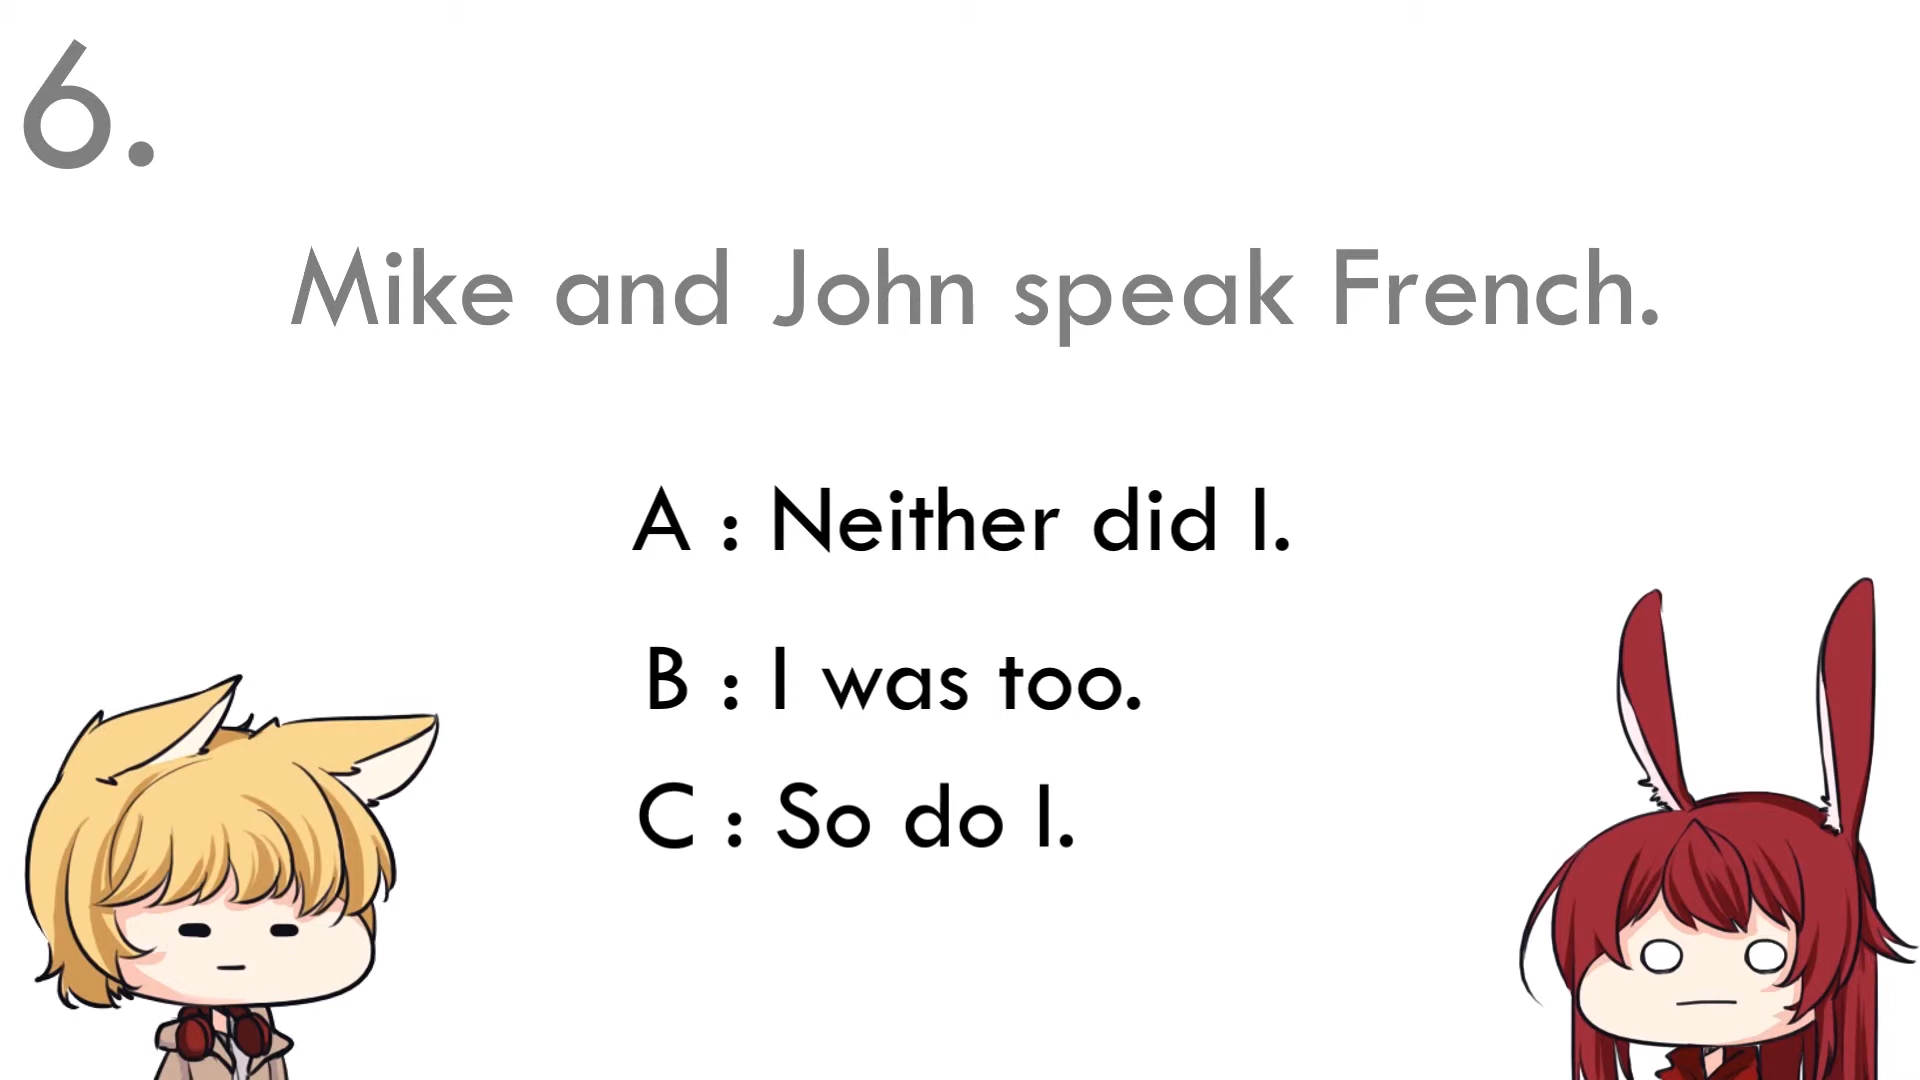 6.
Mike and John speak French.
A : Neither did I.
B : I was too.
C : So do I.